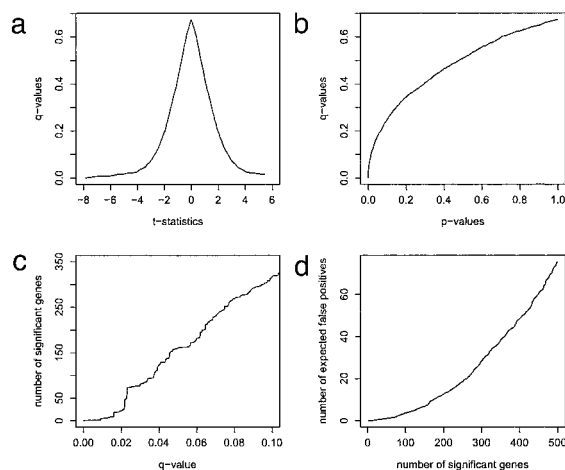 a
q-values
0.0 0.2 0.4 0.6
-8 -6 -4 -2 0 2 4 6
t-statistics
b
q-values
0.0 0.2 0.4 0.6
0.0 0.2 0.4 0.6 0.8 1.0
p-values
c
number of significant genes
0 50 150 250 350
0.00 0.02 0.04 0.06 0.08 0.10
q-value
d
number of expected false positives
0 20 40 60
0 100 200 300 400 500
number of significant genes